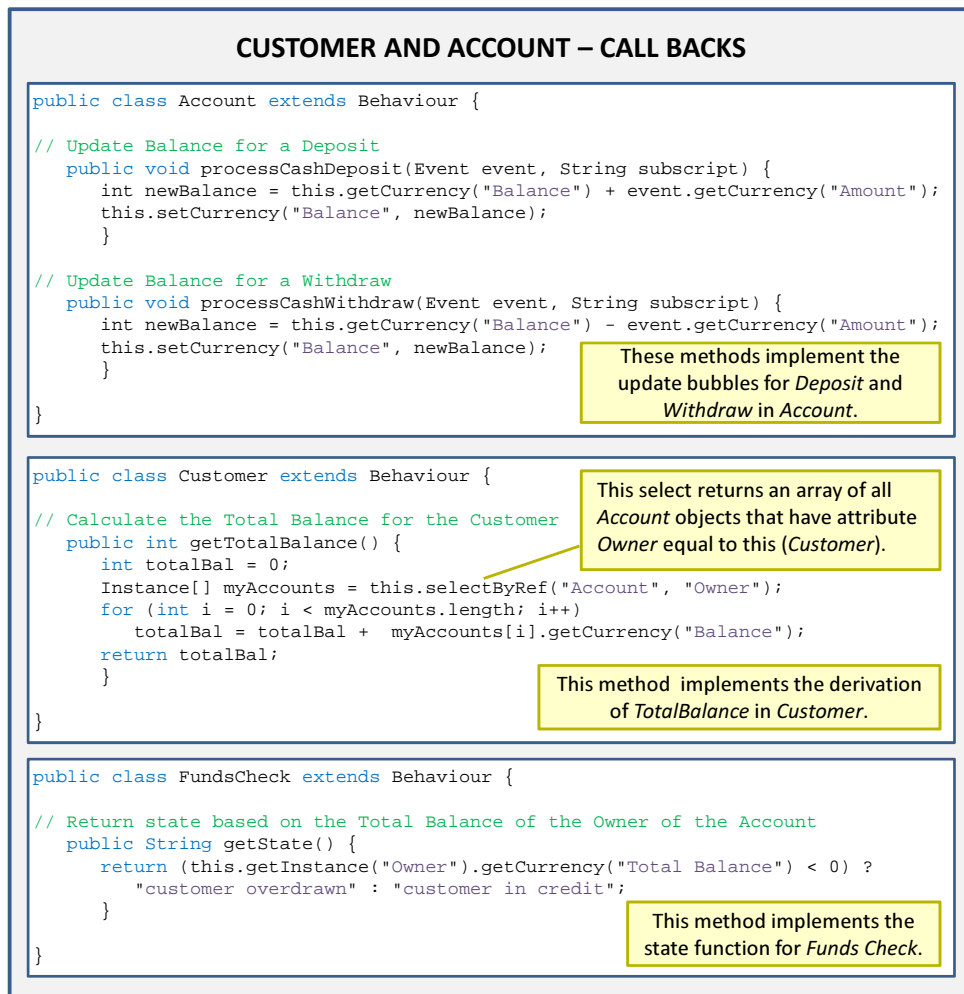 CUSTOMER AND ACCOUNT – CALL BACKS
public class Account extends Behaviour {
// Update Balance for a Deposit
public void processCashDeposit(Event event, String subscript) {
int newBalance = this.getCurrency("Balance") + event.getCurrency("Amount");
this.setCurrency("Balance", newBalance);
}
// Update Balance for a Withdraw
public void processCashWithdraw(Event event, String subscript) {
int newBalance = this.getCurrency("Balance") - event.getCurrency("Amount");
this.setCurrency("Balance", newBalance);
}
}
These methods implement the
update bubbles for Deposit and
Withdraw in Account.
public class Customer extends Behaviour {
// Calculate the Total Balance for the Customer
public int getTotalBalance() {
int totalBal = 0;
Instance[] myAccounts = this.selectByRef("Account", "Owner");
for (int i = 0; i < myAccounts.length; i++)
totalBal = totalBal +  myAccounts[i].getCurrency("Balance");
return totalBal;
}
}
This select returns an array of all
Account objects that have attribute
Owner equal to this (Customer).
This method  implements the derivation
of TotalBalance in Customer.
public class FundsCheck extends Behaviour {
// Return state based on the Total Balance of the Owner of the Account
public String getState() {
return (this.getInstance("Owner").getCurrency("Total Balance") < 0) ?
"customer overdrawn" : "customer in credit";
}
}
This method implements the
state function for Funds Check.